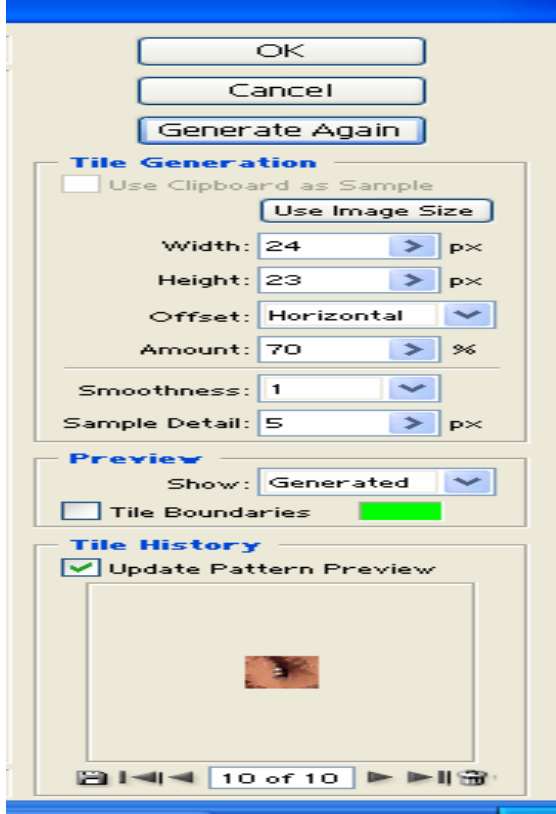 OK
Cancel
Generate Again
Tile Generation
Use Clipboard as Sample
Use Image Size
Width: 24 px
Height: 23 px
Offset: Horizontal
Amount: 70 %
Smoothness: 1
Sample Detail: 5 px
Preview
Show: Generated
Tile Boundaries
Tile History
Update Pattern Preview
10 of 10